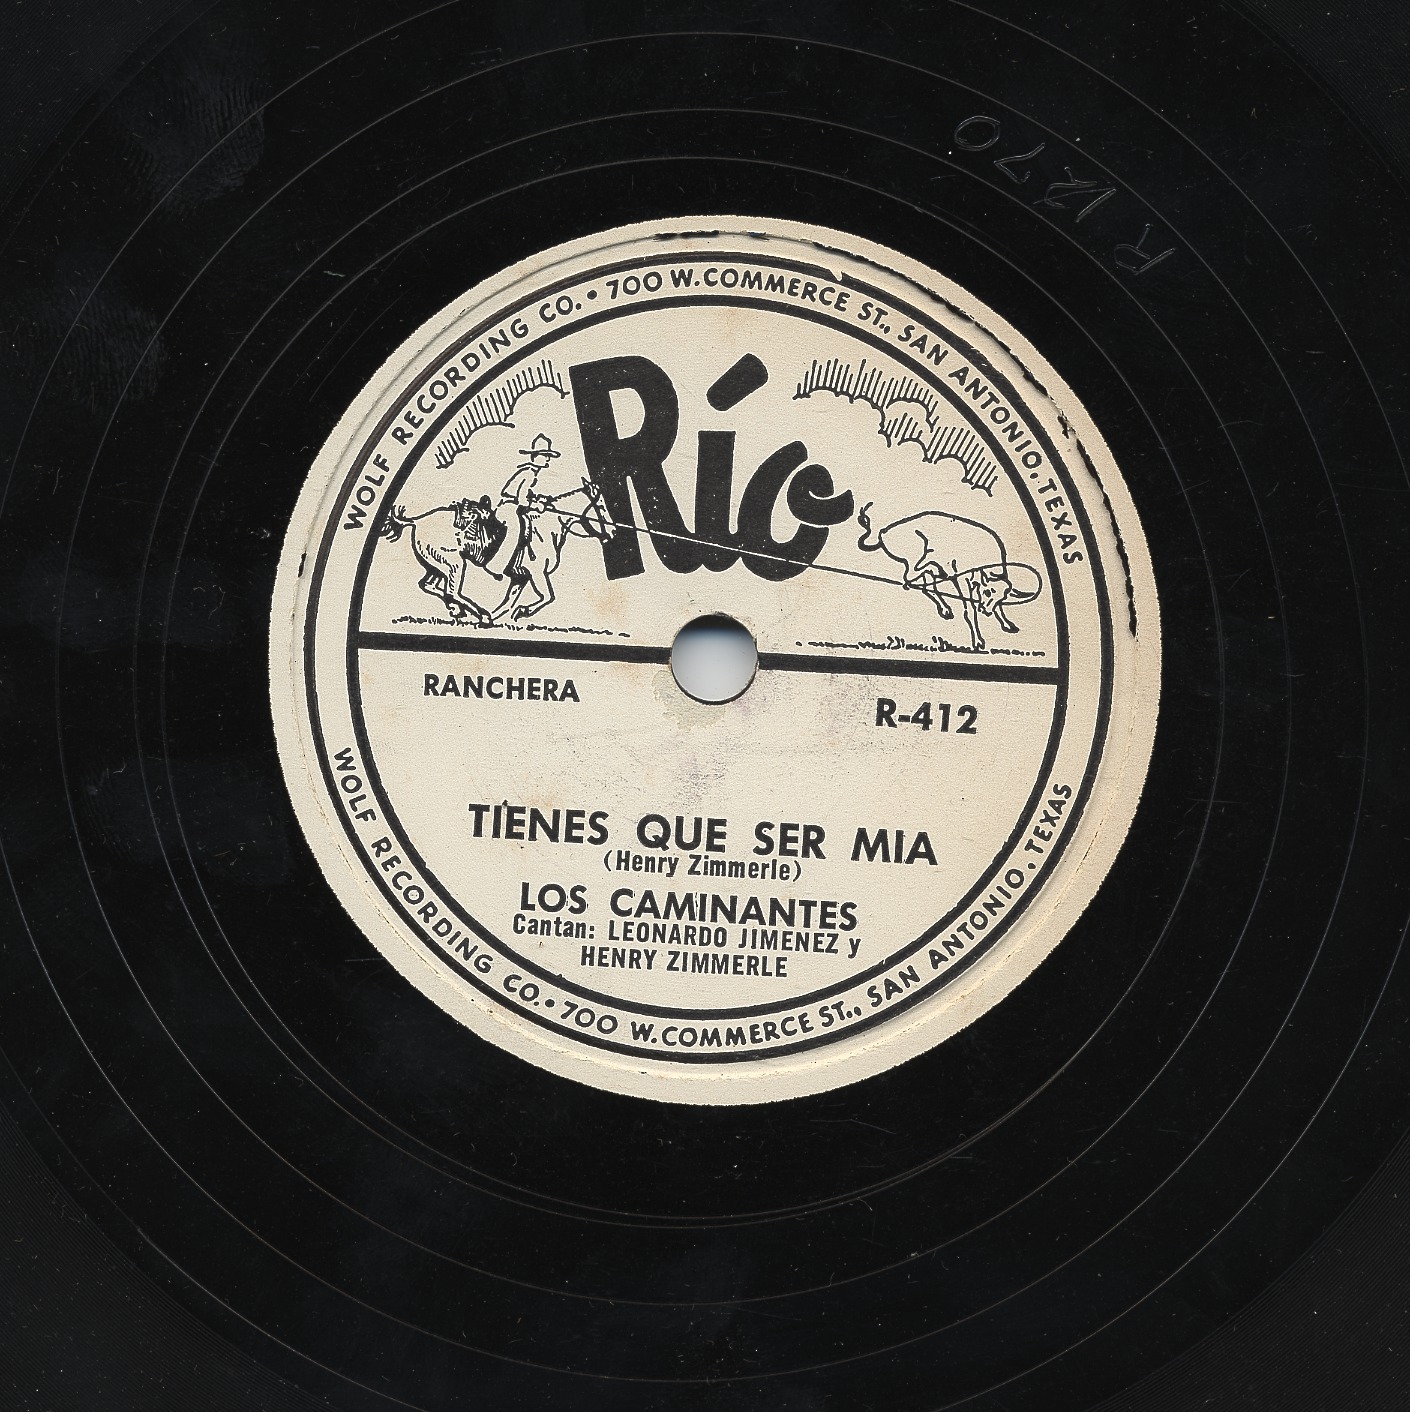 R 1270
WOLF RECORDING CO. • 700 W. COMMERCE ST., SAN ANTONIO, TEXAS
Río
RANCHERA
R-412
TIENES QUE SER MIA
(Henry Zimmerle)
LOS CAMINANTES
Cantan: LEONARDO JIMENEZ y
HENRY ZIMMERLE
WOLF RECORDING CO. • 700 W. COMMERCE ST., SAN ANTONIO. TEXAS